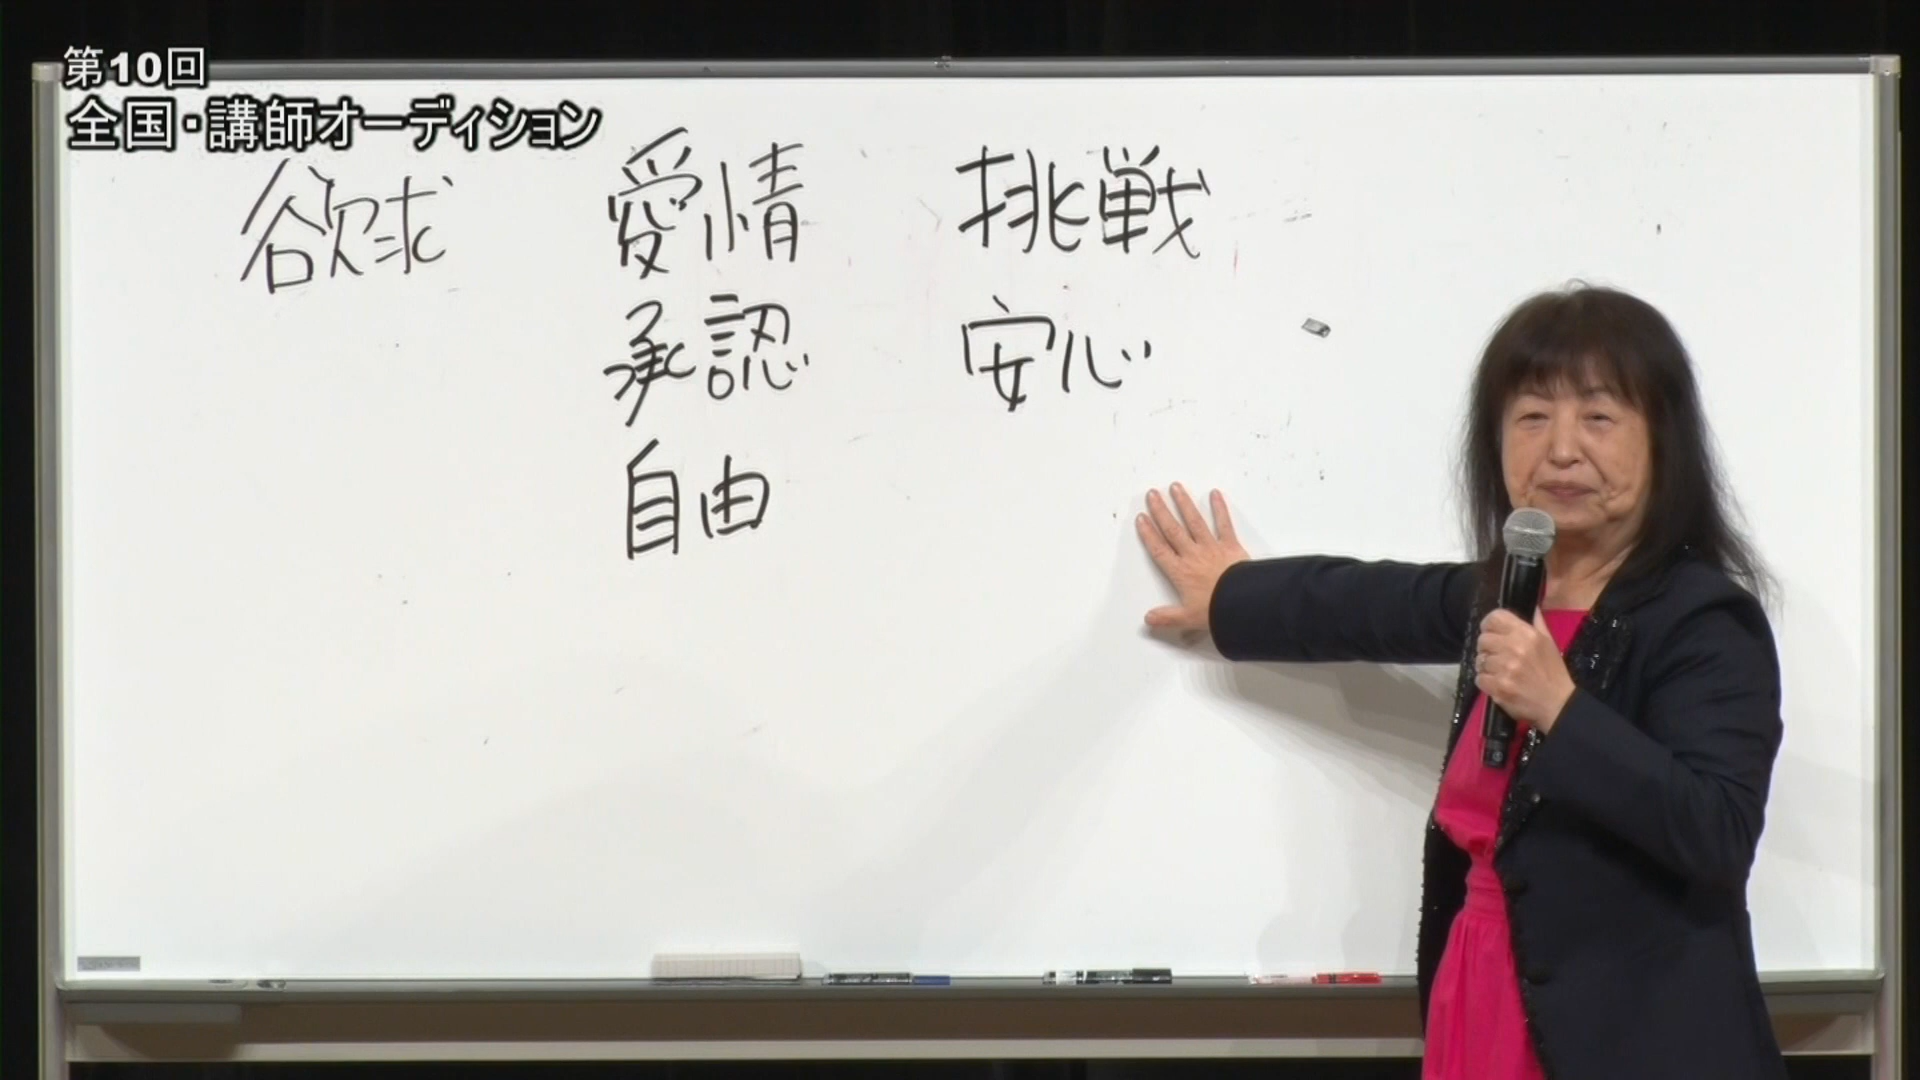 第10回
全国・講師オーディション
欲求
愛情
承認
自由
挑戦
安心